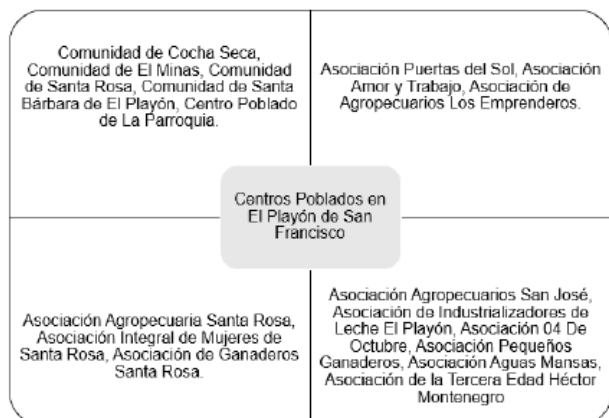 Comunidad de Cocha Seca,
Comunidad de El Minas, Comunidad
de Santa Rosa, Comunidad de Santa
Bárbara de El Playón, Centro Poblado
de La Parroquia.
Asociación Puertas del Sol, Asociación
Amor y Trabajo, Asociación de
Agropecuarios Los Emprenderos.
Centros Poblados en
El Playón de San
Francisco
Asociación Agropecuaria Santa Rosa,
Asociación Integral de Mujeres de
Santa Rosa, Asociación de Ganaderos
Santa Rosa.
Asociación Agropecuarios San José,
Asociación de Industrializadores de
Leche El Playón, Asociación 04 De
Octubre, Asociación Pequeños
Ganaderos, Asociación Aguas Mansas,
Asociación de la Tercera Edad Héctor
Montenegro